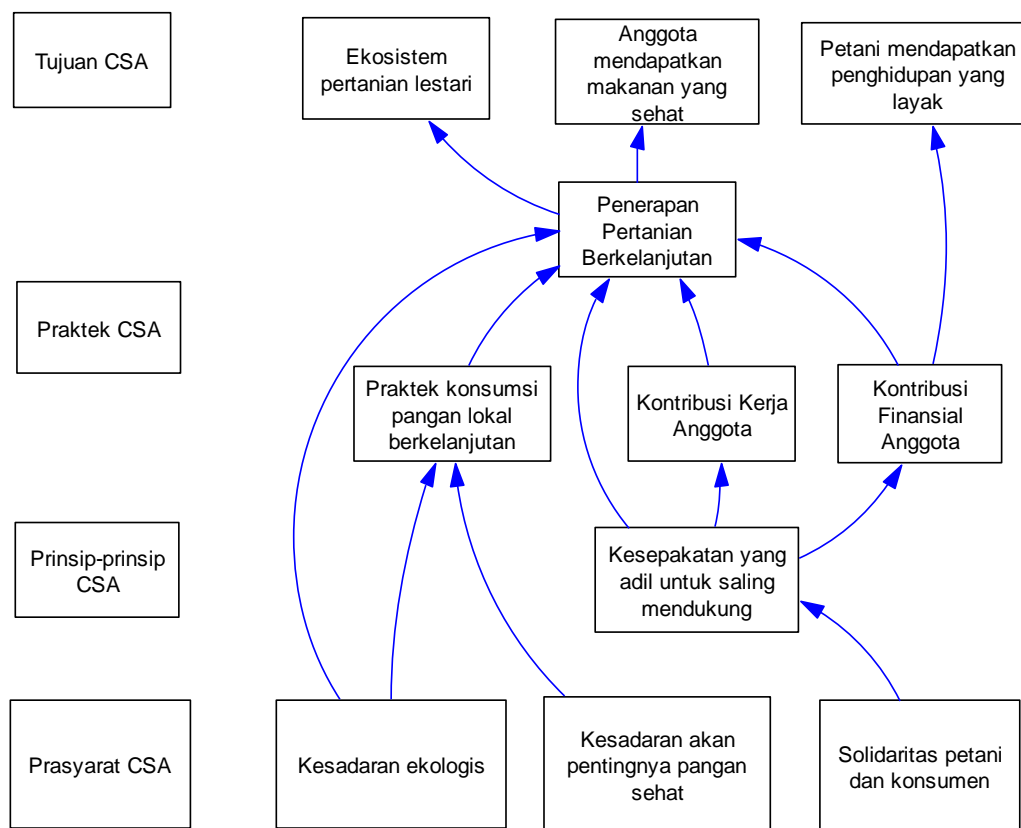 Tujuan CSA
Ekosistem
pertanian lestari
Anggota
mendapatkan
makanan yang
sehat
Petani mendapatkan
penghidupan yang
layak
Penerapan
Pertanian
Berkelanjutan
Praktek CSA
Praktek konsumsi
pangan lokal
berkelanjutan
Kontribusi Kerja
Anggota
Kontribusi
Finansial
Anggota
Prinsip-prinsip
CSA
Kesepakatan yang
adil untuk saling
mendukung
Prasyarat CSA
Kesadaran ekologis
Kesadaran akan
pentingnya pangan
sehat
Solidaritas petani
dan konsumen